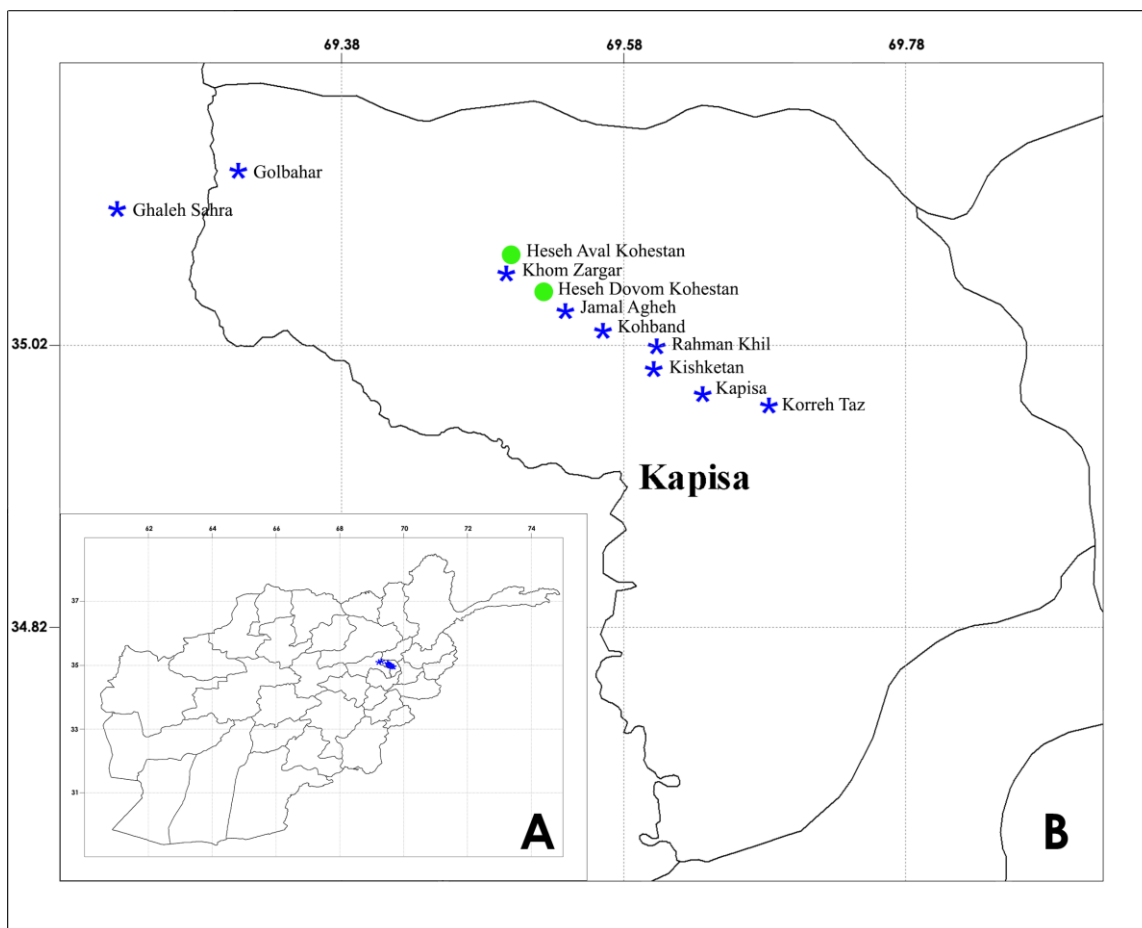 69.38 69.58 69.78
Golbahar
Ghaleh Sahra
Heseh Aval Kohestan
Khom Zargar
Heseh Dovom Kohestan
Jamal Agheh
Kohband
35.02
Rahman Khil
Kishketan
Kapisa
Korreh Taz
Kapisa
62 64 66 68 70 72 74
37
34.82
35
33
31
A
B